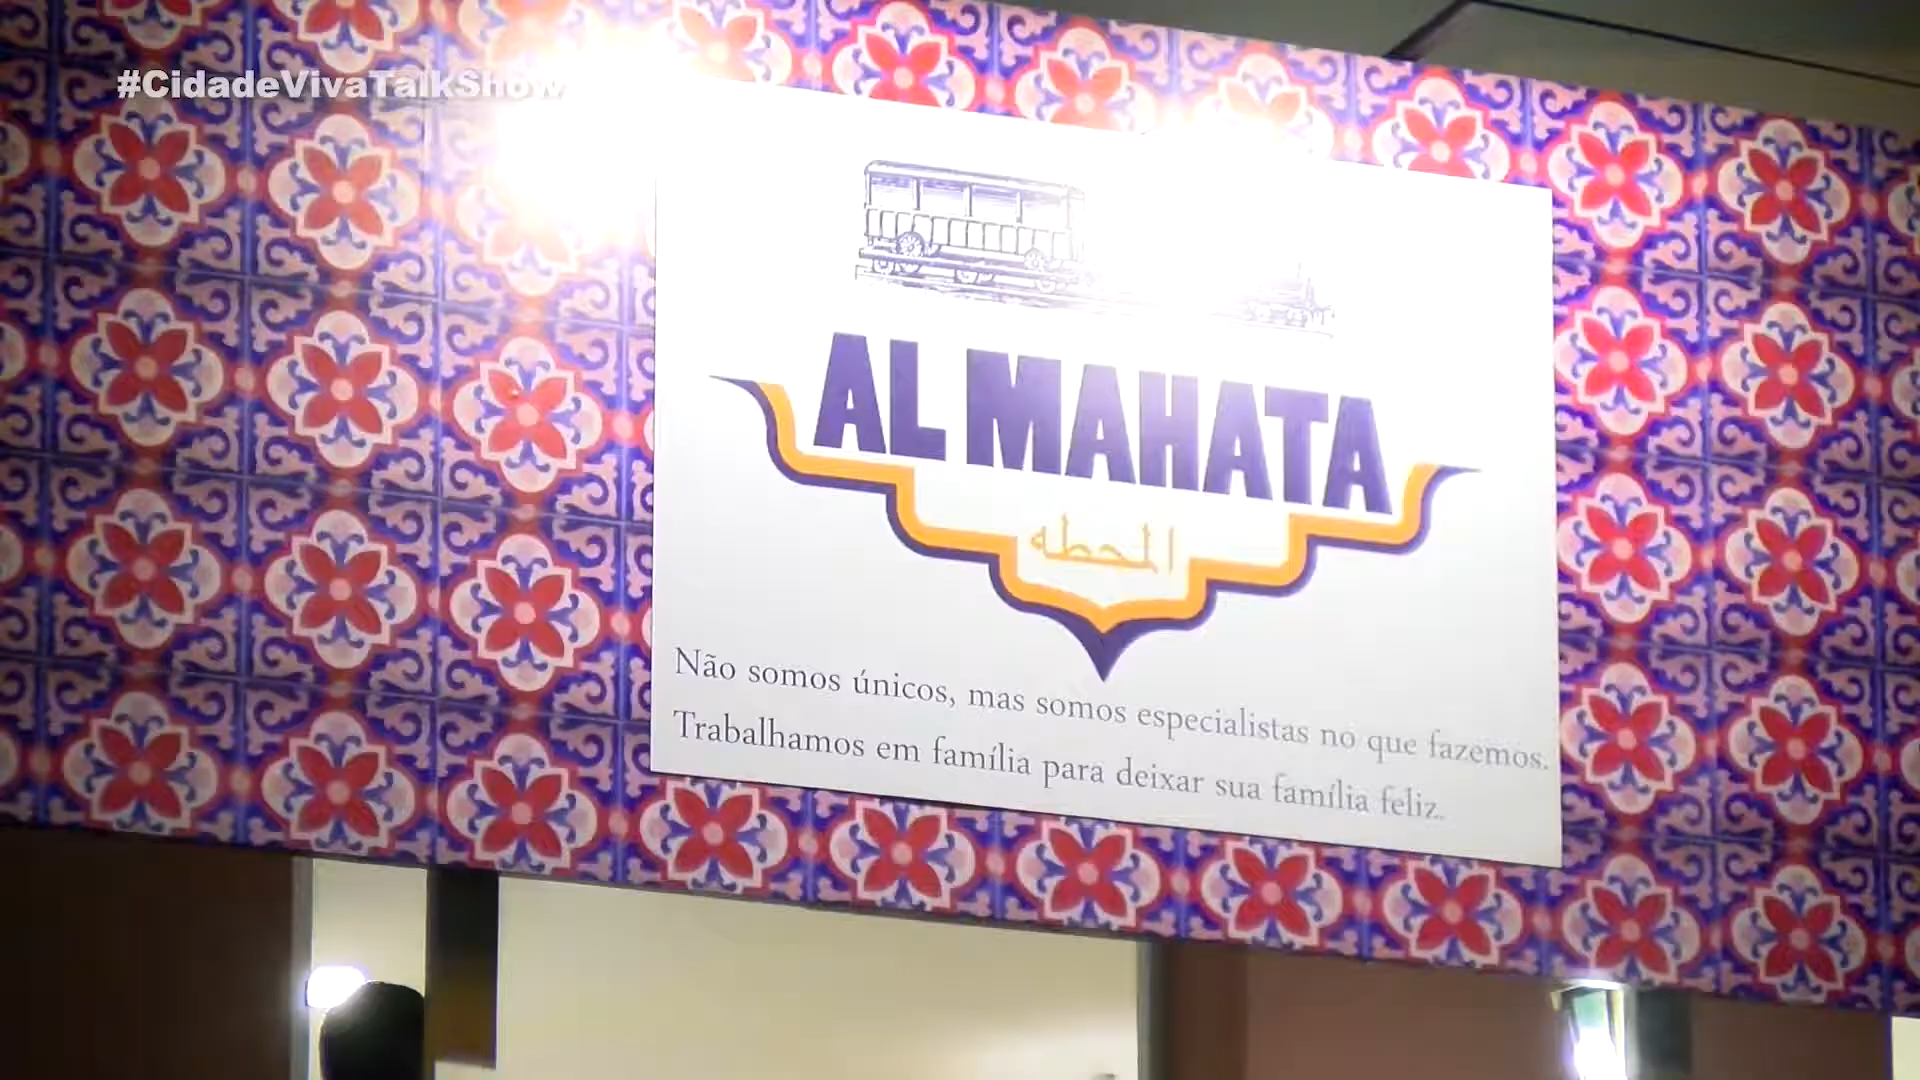 #CidadeVivaTalkShow
AL MAHATA
المحطه
Não somos únicos, mas somos especialistas no que fazemos.
Trabalhamos em família para deixar sua família feliz.